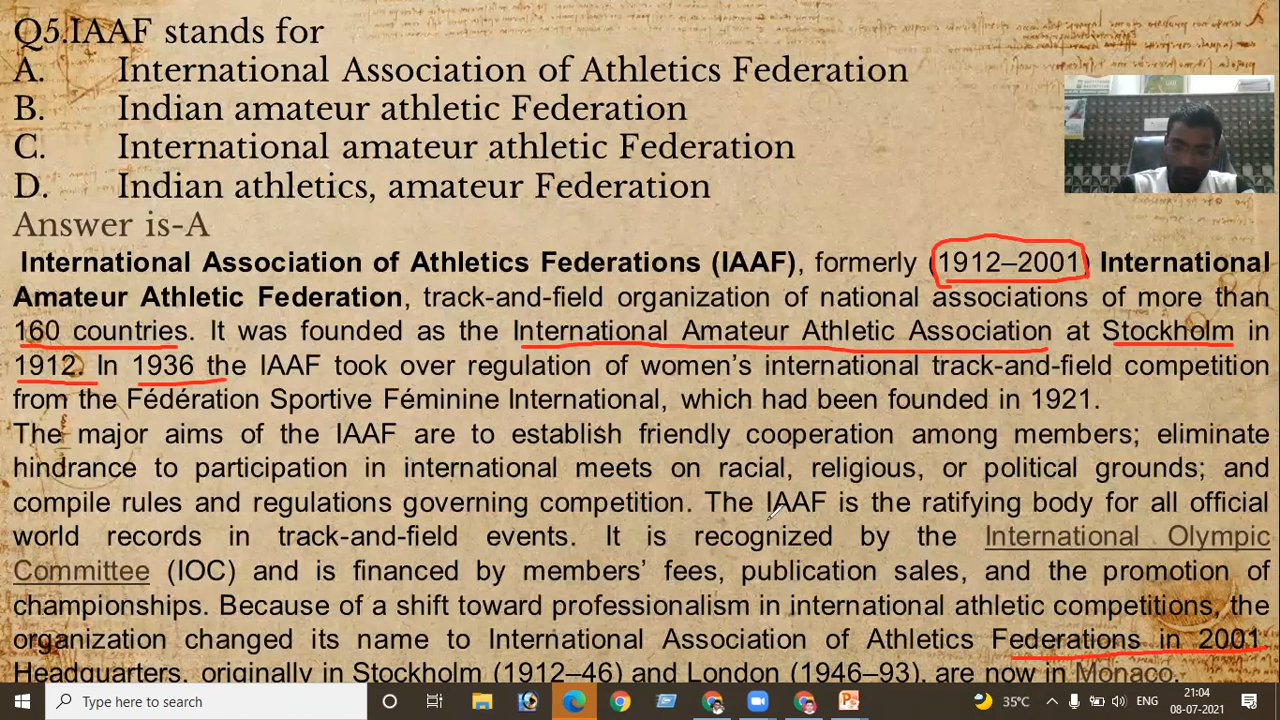 Q5.IAAF stands for
A. International Association of Athletics Federation
B. Indian amateur athletic Federation
C. International amateur athletic Federation
D. Indian athletics, amateur Federation
Answer is-A
International Association of Athletics Federations (IAAF), formerly (1912–2001) International
Amateur Athletic Federation, track-and-field organization of national associations of more than
160 countries. It was founded as the International Amateur Athletic Association at Stockholm in
1912. In 1936 the IAAF took over regulation of women’s international track-and-field competition
from the Fédération Sportive Féminine International, which had been founded in 1921.
The major aims of the IAAF are to establish friendly cooperation among members; eliminate
hindrance to participation in international meets on racial, religious, or political grounds; and
compile rules and regulations governing competition. The IAAF is the ratifying body for all official
world records in track-and-field events. It is recognized by the International Olympic
Committee (IOC) and is financed by members’ fees, publication sales, and the promotion of
championships. Because of a shift toward professionalism in international athletic competitions, the
organization changed its name to International Association of Athletics Federations in 2001
Headquarters, originally in Stockholm (1912–46) and London (1946–93), are now in Monaco.
Type here to search
35°C
ENG
21:04
08-07-2021